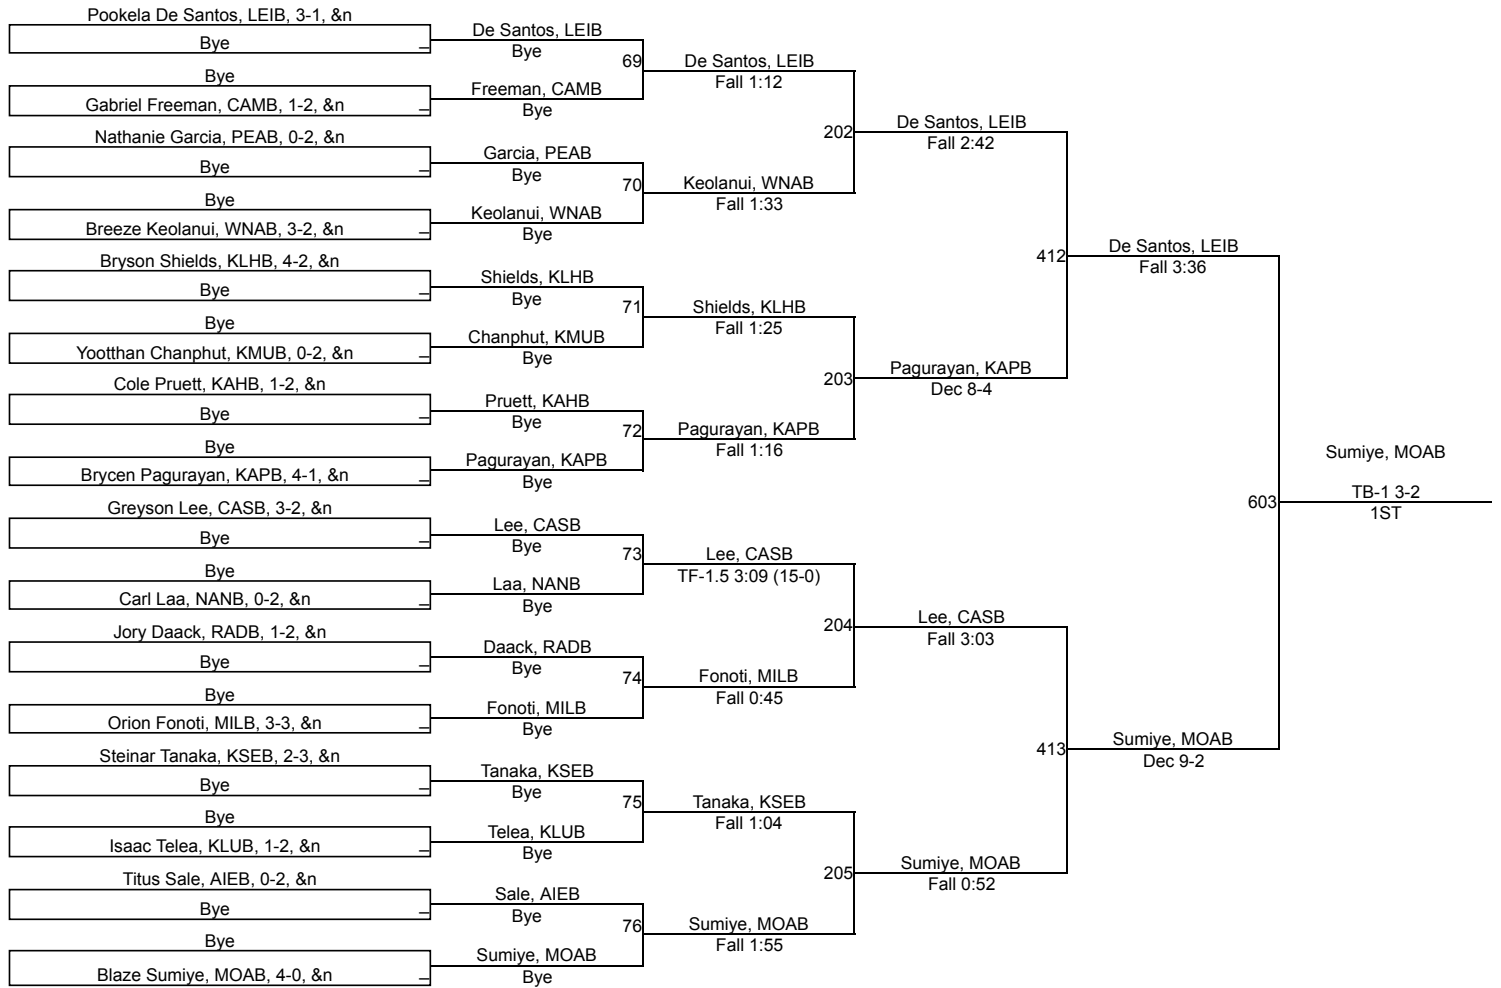 Pookela De Santos, LEIB, 3-1, &n
Bye
Bye
Gabriel Freeman, CAMB, 1-2, &n
Nathanie Garcia, PEAB, 0-2, &n
Bye
Bye
Breeze Keolanui, WNAB, 3-2, &n
Bryson Shields, KLHB, 4-2, &n
Bye
Bye
Yootthan Chanphut, KMUB, 0-2, &n
Cole Pruett, KAHB, 1-2, &n
Bye
Bye
Brycen Pagurayan, KAPB, 4-1, &n
Greyson Lee, CASB, 3-2, &n
Bye
Bye
Carl Laa, NANB, 0-2, &n
Jory Daack, RADB, 1-2, &n
Bye
Bye
Orion Fonoti, MILB, 3-3, &n
Steinar Tanaka, KSEB, 2-3, &n
Bye
Bye
Isaac Telea, KLUB, 1-2, &n
Titus Sale, AIEB, 0-2, &n
Bye
Bye
Blaze Sumiye, MOAB, 4-0, &n
De Santos, LEIB
Bye
69
Freeman, CAMB
Bye
Garcia, PEAB
Bye
70
Keolanui, WNAB
Bye
Shields, KLHB
Bye
71
Chanphut, KMUB
Bye
Pruett, KAHB
Bye
72
Pagurayan, KAPB
Bye
Lee, CASB
Bye
73
Laa, NANB
Bye
Daack, RADB
Bye
74
Fonoti, MILB
Bye
Tanaka, KSEB
Bye
75
Telea, KLUB
Bye
Sale, AIEB
Bye
76
Sumiye, MOAB
Bye
De Santos, LEIB
Fall 1:12
202
Keolanui, WNAB
Fall 1:33
Shields, KLHB
Fall 1:25
203
Pagurayan, KAPB
Fall 1:16
Lee, CASB
TF-1.5 3:09 (15-0)
204
Fonoti, MILB
Fall 0:45
Tanaka, KSEB
Fall 1:04
205
Sumiye, MOAB
Fall 1:55
De Santos, LEIB
Fall 2:42
412
Pagurayan, KAPB
Dec 8-4
Lee, CASB
Fall 3:03
413
Sumiye, MOAB
Fall 0:52
De Santos, LEIB
Fall 3:36
603
Sumiye, MOAB
Dec 9-2
Sumiye, MOAB
TB-1 3-2
1ST